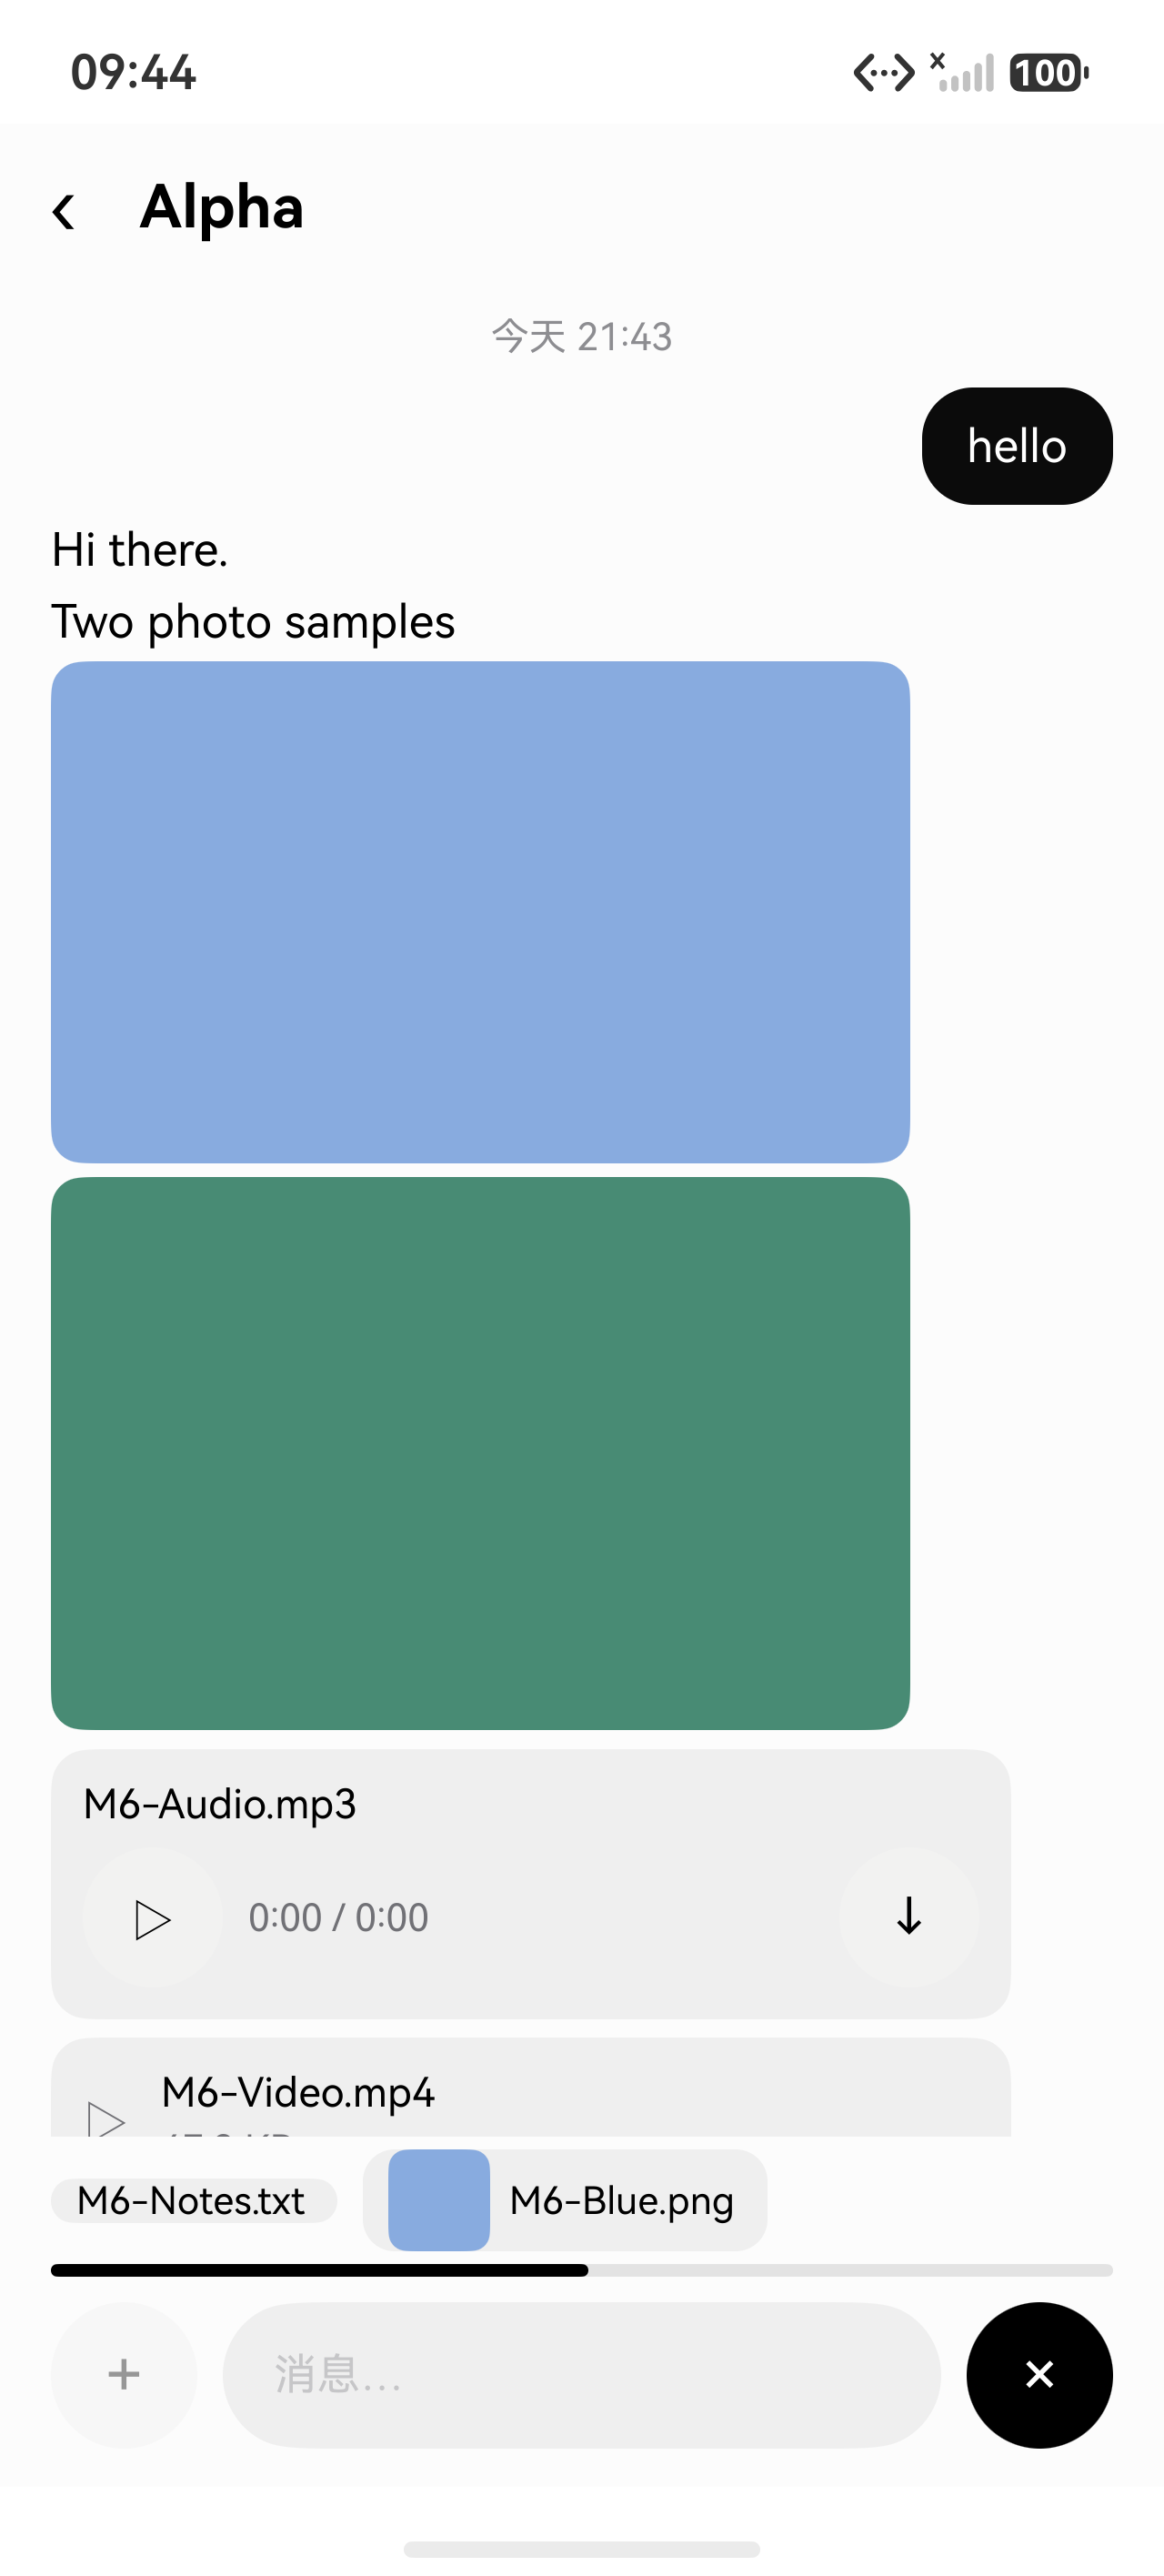 09:44
100
Alpha
今天 21:43
hello
Hi there.
Two photo samples
M6-Audio.mp3
0:00 / 0:00
M6-Video.mp4
M6-Notes.txt
M6-Blue.png
消息...